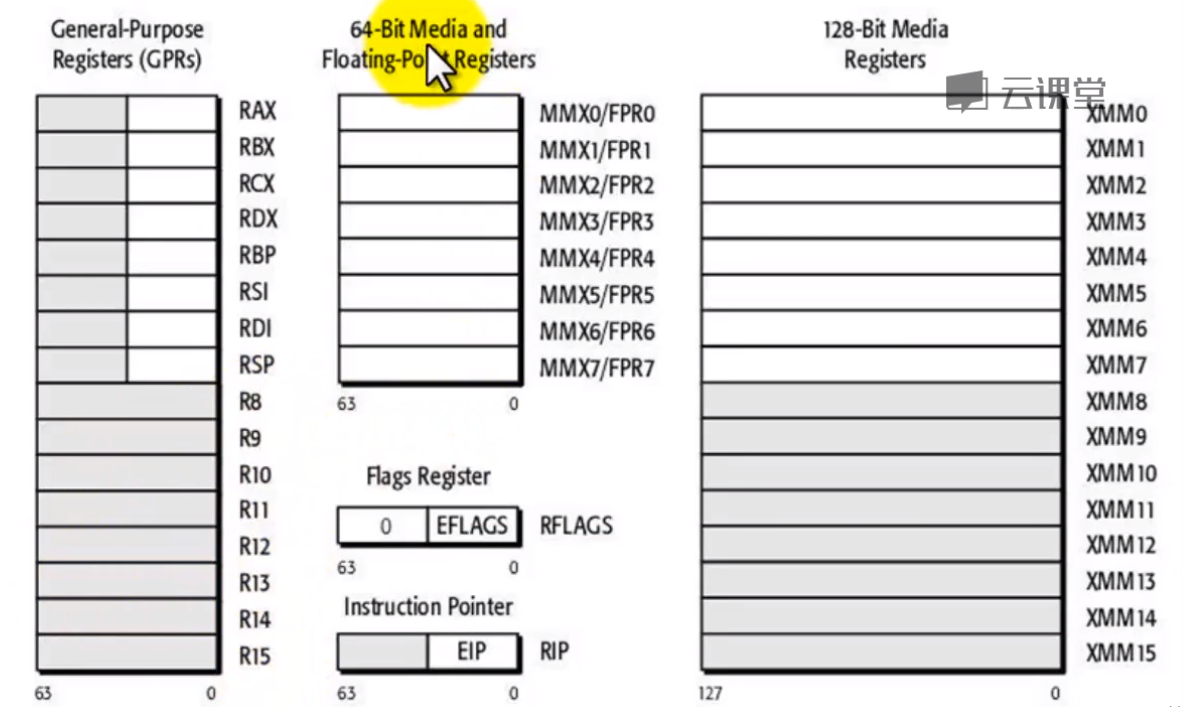 General-Purpose
Registers (GPRs)
RAX
RBX
RCX
RDX
RBP
RSI
RDI
RSP
R8
R9
R10
R11
R12
R13
R14
R15
63 0
64-Bit Media and
Floating-Point Registers
MMX0/FPR0
MMX1/FPR1
MMX2/FPR2
MMX3/FPR3
MMX4/FPR4
MMX5/FPR5
MMX6/FPR6
MMX7/FPR7
63 0
Flags Register
0 EFLAGS RFLAGS
63 0
Instruction Pointer
EIP RIP
63 0
128-Bit Media
Registers
云课堂
XMM0
XMM1
XMM2
XMM3
XMM4
XMM5
XMM6
XMM7
XMM8
XMM9
XMM10
XMM11
XMM12
XMM13
XMM14
XMM15
127 0